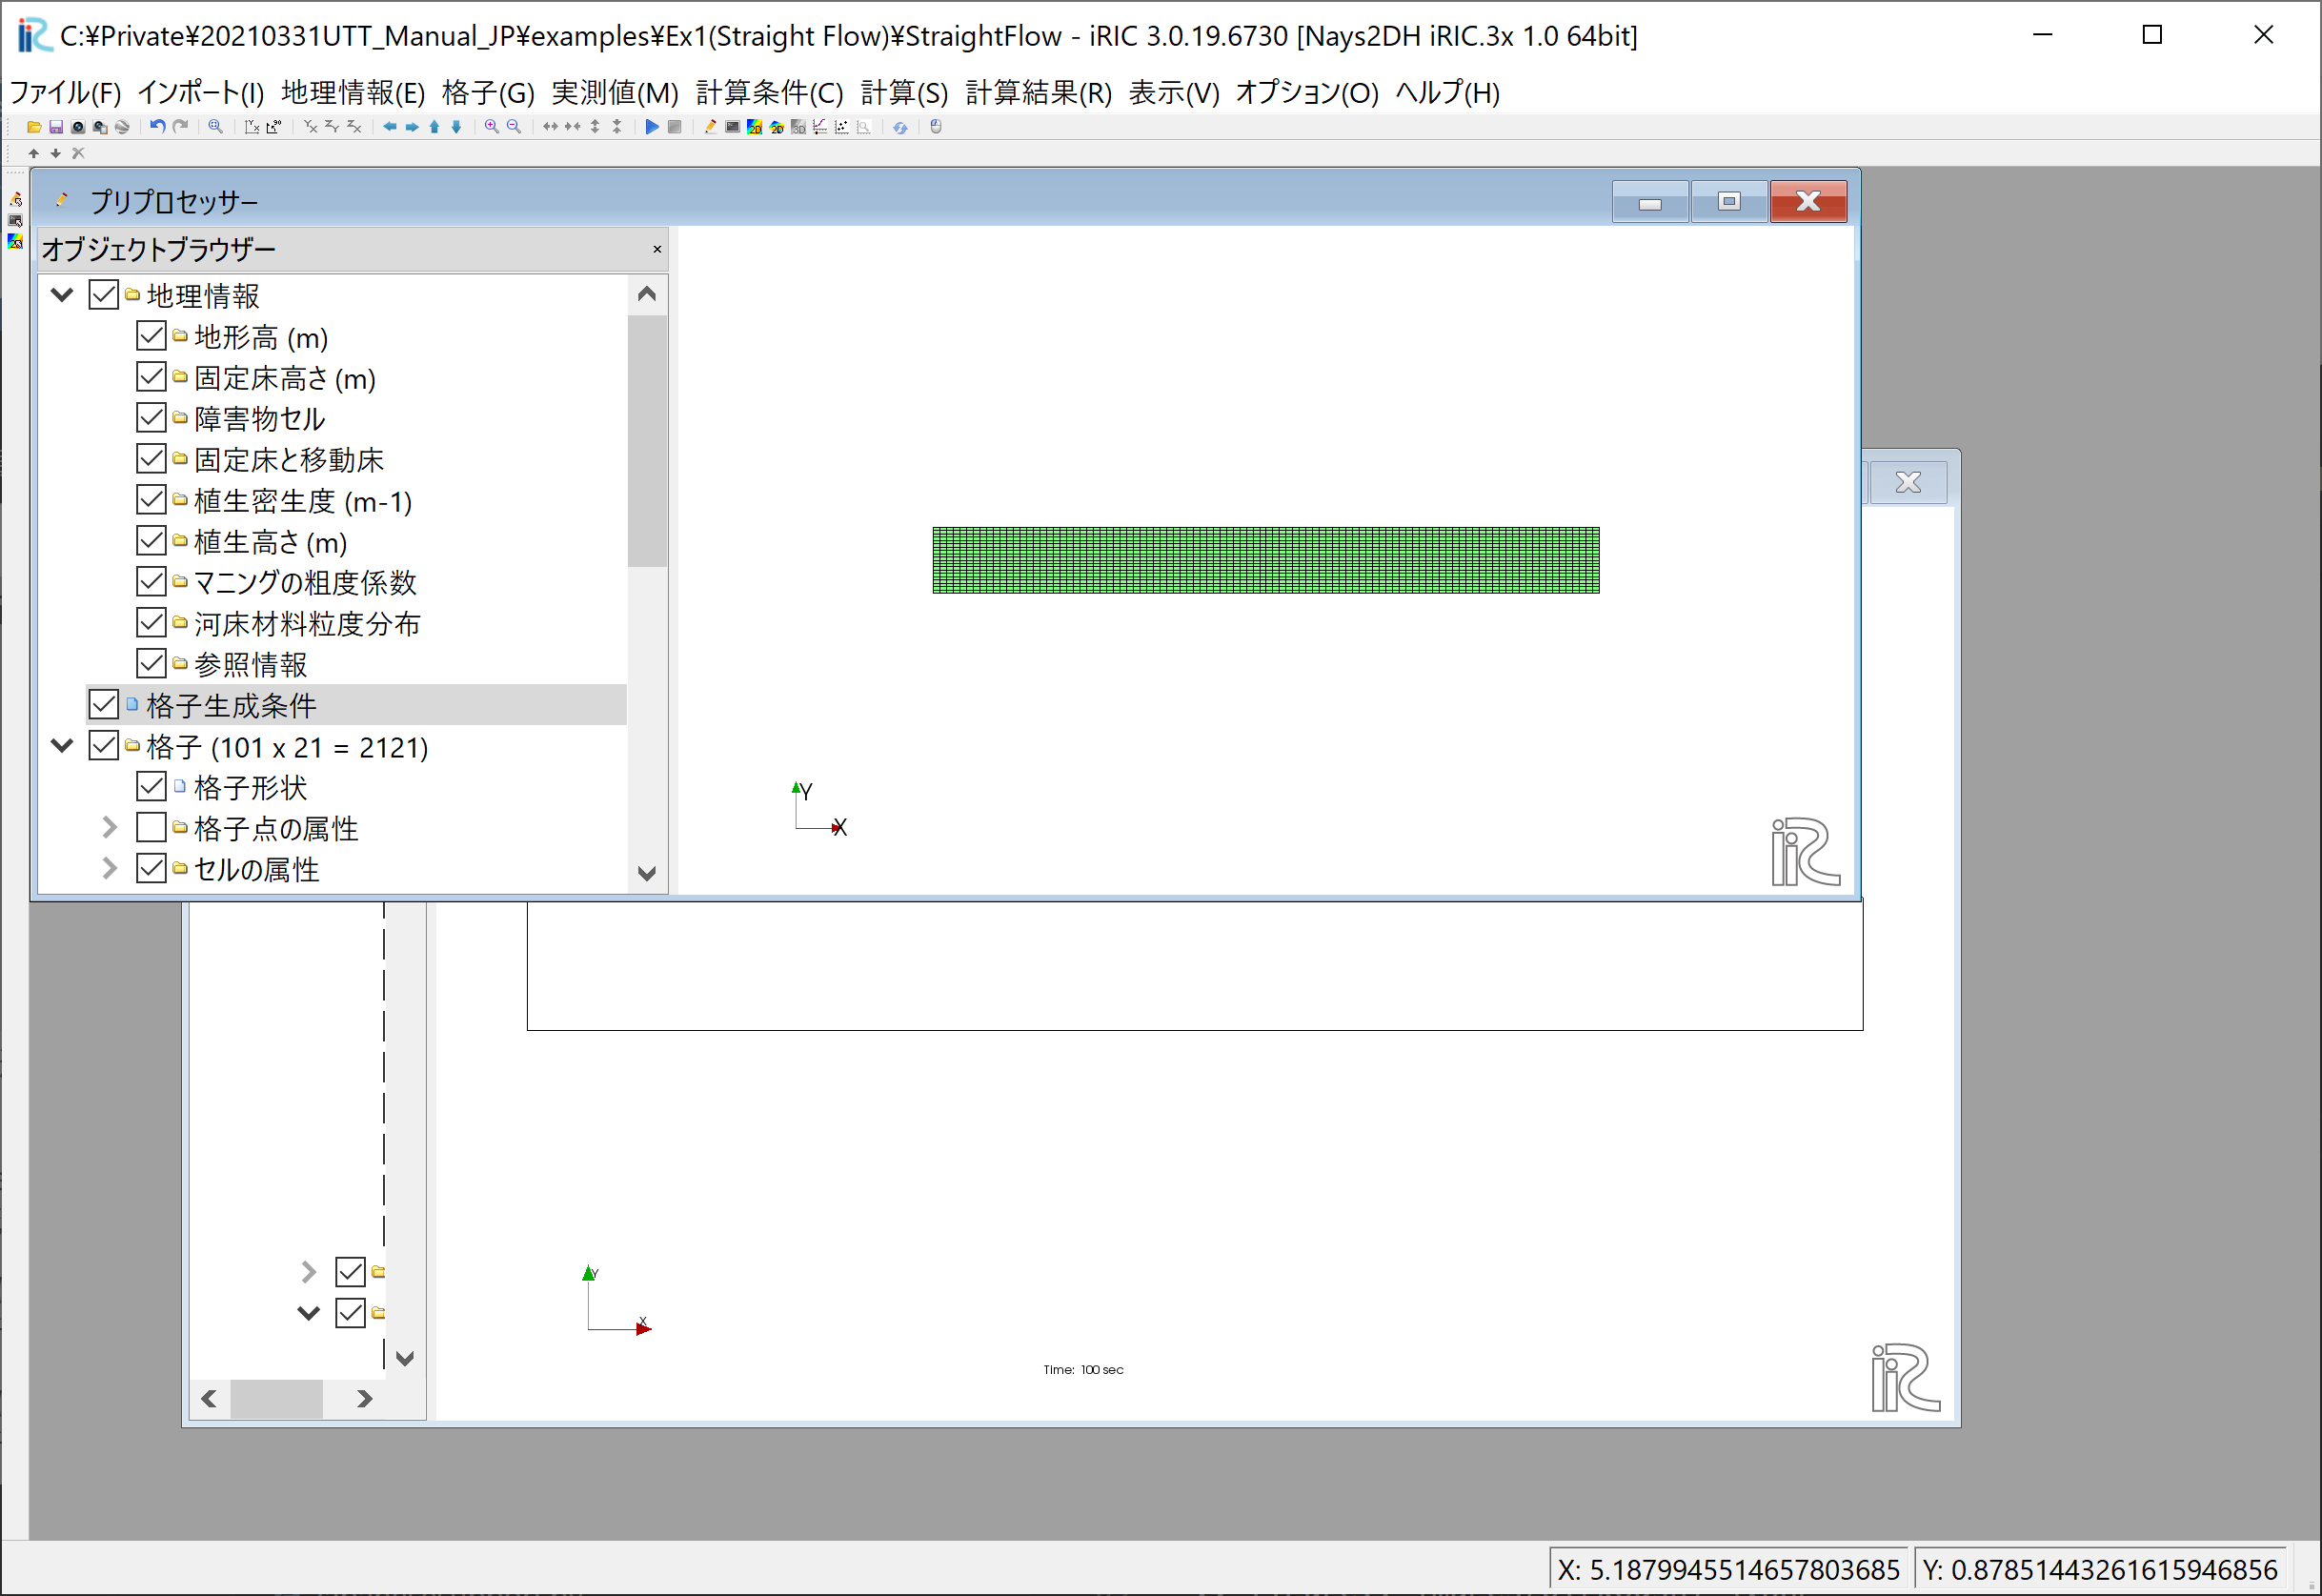 C:¥Private¥20210331UTT_Manual_JP¥examples¥Ex1(Straight Flow)¥StraightFlow - iRIC 3.0.19.6730 [Nays2DH iRIC.3x 1.0 64bit]
ファイル(F) インポート(I) 地理情報(E) 格子(G) 実測値(M) 計算条件(C) 計算(S) 計算結果(R) 表示(V) オプション(O) ヘルプ(H)
プリプロセッサー
オブジェクトブラウザー
地理情報
地形高 (m)
固定床高さ (m)
障害物セル
固定床と移動床
植生密生度 (m-1)
植生高さ (m)
マニングの粗度係数
河床材料粒度分布
参照情報
格子生成条件
格子 (101 x 21 = 2121)
格子形状
格子点の属性
セルの属性
Y
X
iRIC
Y
X
Time: 100 sec
iRIC
X: 5.1879945514657803685
Y: 0.87851443261615946856